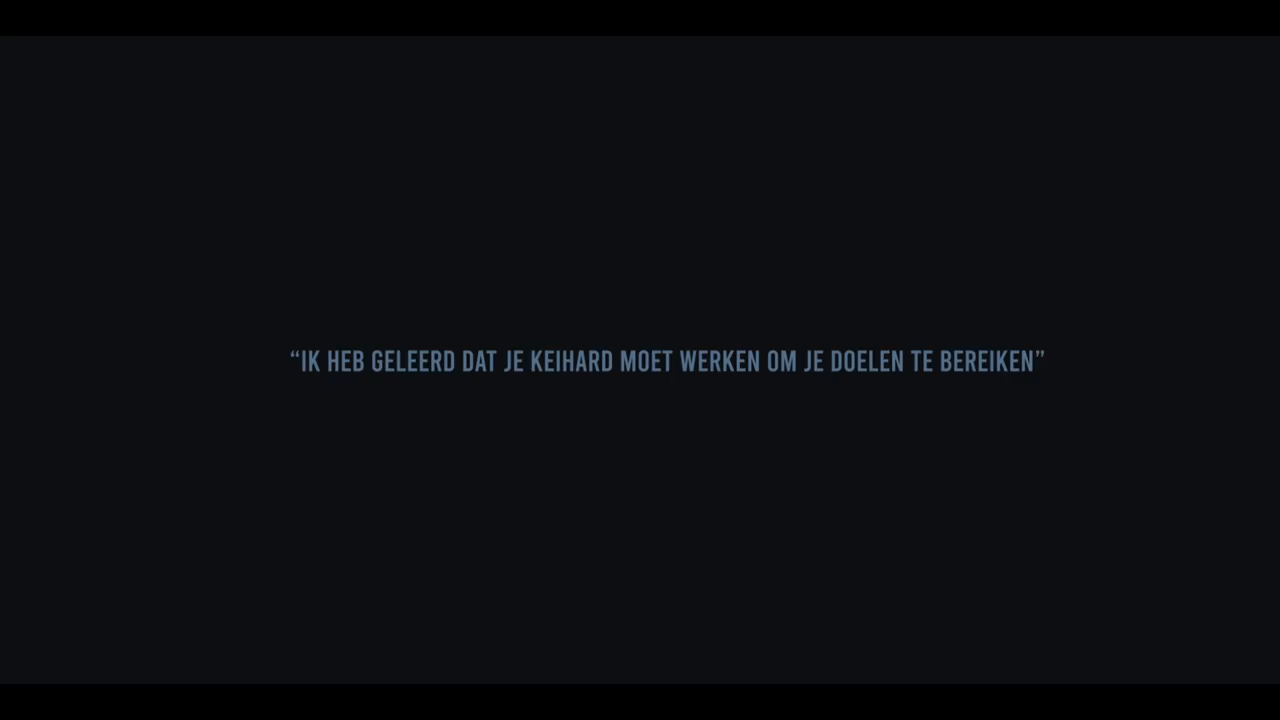 “IK HEB GELEERD DAT JE KEIHARD MOET WERKEN OM JE DOELEN TE BEREIKEN”